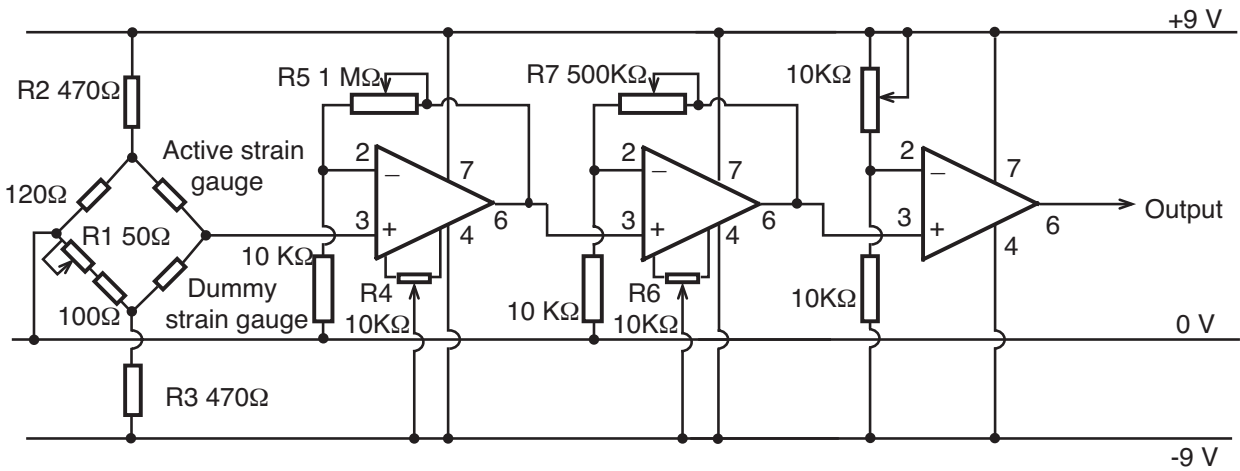 +9 V
R2 470Ω
R5 1 MΩ
R7 500KΩ
10KΩ
Active strain
gauge
120Ω
2
7
3
6
4
2
7
3
6
4
2
7
3
6
4
Output
R1 50Ω
100Ω
Dummy
strain gauge
10 KΩ
R4
10KΩ
10 KΩ
R6
10KΩ
10KΩ
0 V
R3 470Ω
-9 V